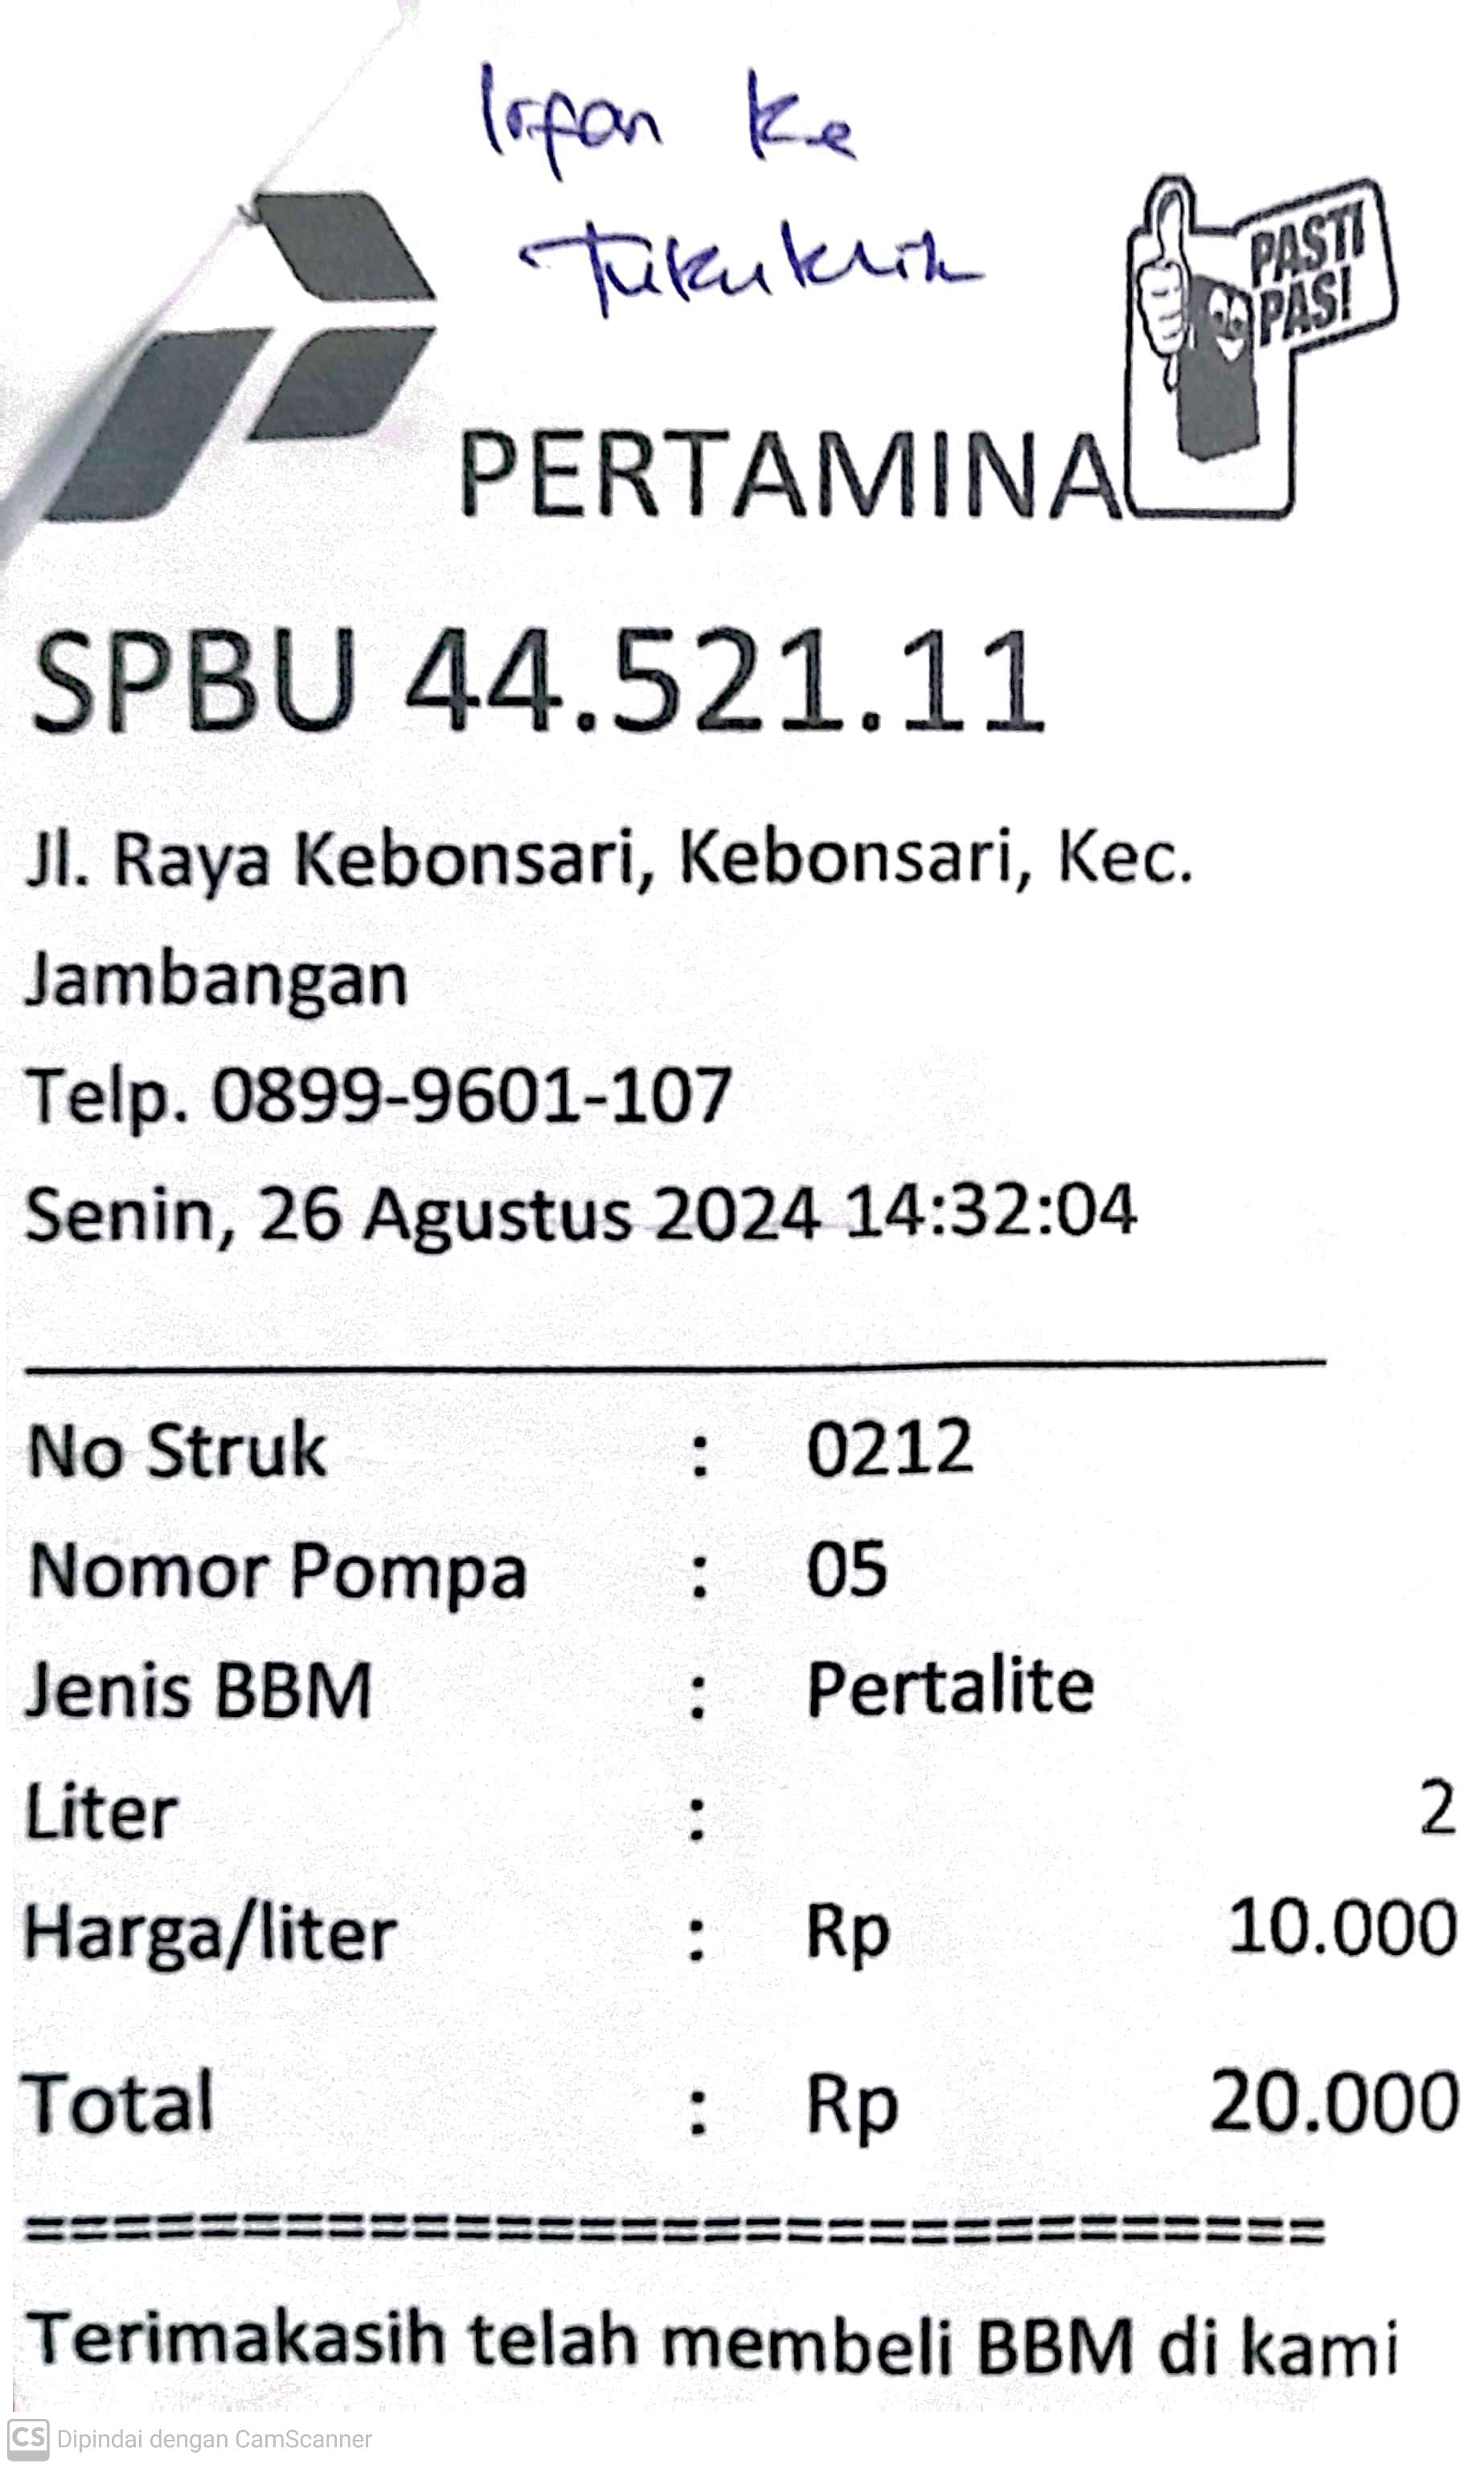 Irfan ke
Tukuklik
PASTI
PAS!
PERTAMINA
SPBU 44.521.11
Jl. Raya Kebonsari, Kebonsari, Kec.
Jambangan
Telp. 0899-9601-107
Senin, 26 Agustus 2024 14:32:04
No Struk : 0212
Nomor Pompa : 05
Jenis BBM : Pertalite
Liter : 2
Harga/liter : Rp 10.000
Total : Rp 20.000
===============================
Terimakasih telah membeli BBM di kami
CS Dipindai dengan CamScanner